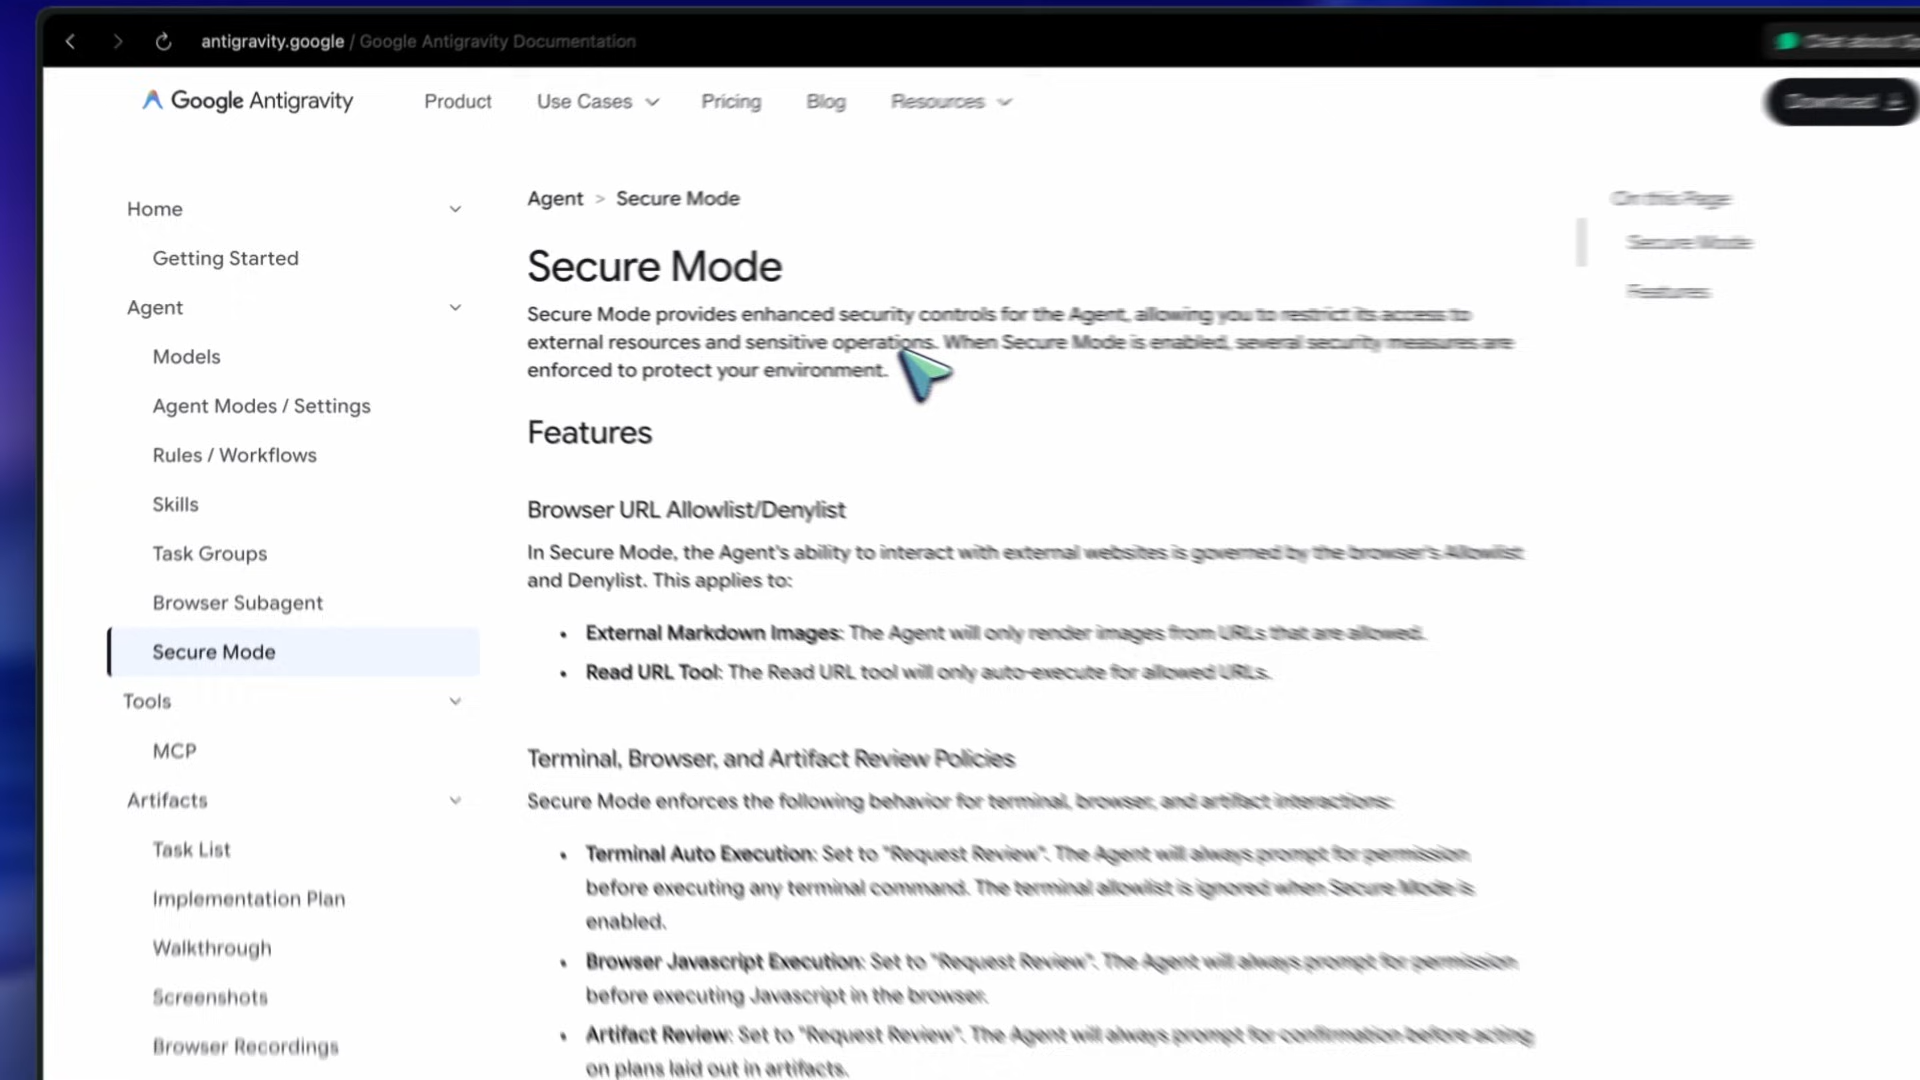 antigravity.google / Google Antigravity Documentation
Google Antigravity
Product
Use Cases
Pricing
Blog
Resources
Download
Home
Getting Started
Agent
Models
Agent Modes / Settings
Rules / Workflows
Skills
Task Groups
Browser Subagent
Secure Mode
Tools
MCP
Artifacts
Task List
Implementation Plan
Walkthrough
Screenshots
Browser Recordings
Agent > Secure Mode
Secure Mode
Secure Mode provides enhanced security controls for the Agent, allowing you to restrict its access to
external resources and sensitive operations. When Secure Mode is enabled, several security measures are
enforced to protect your environment.
Features
Browser URL Allowlist/Denylist
In Secure Mode, the Agent's ability to interact with external websites is governed by the browser's Allowlist
and Denylist. This applies to:
• External Markdown Images: The Agent will only render images from URLs that are allowed.
• Read URL Tool: The Read URL tool will only auto-execute for allowed URLs.
Terminal, Browser, and Artifact Review Policies
Secure Mode enforces the following behavior for terminal, browser, and artifact interactions:
• Terminal Auto Execution: Set to "Request Review". The Agent will always prompt for permission
before executing any terminal command. The terminal allowlist is ignored when Secure Mode is
enabled.
• Browser Javascript Execution: Set to "Request Review". The Agent will always prompt for permission
before executing Javascript in the browser.
• Artifact Review: Set to "Request Review". The Agent will always prompt for confirmation before acting
on plans laid out in artifacts.
On this Page
Secure Mode
Features